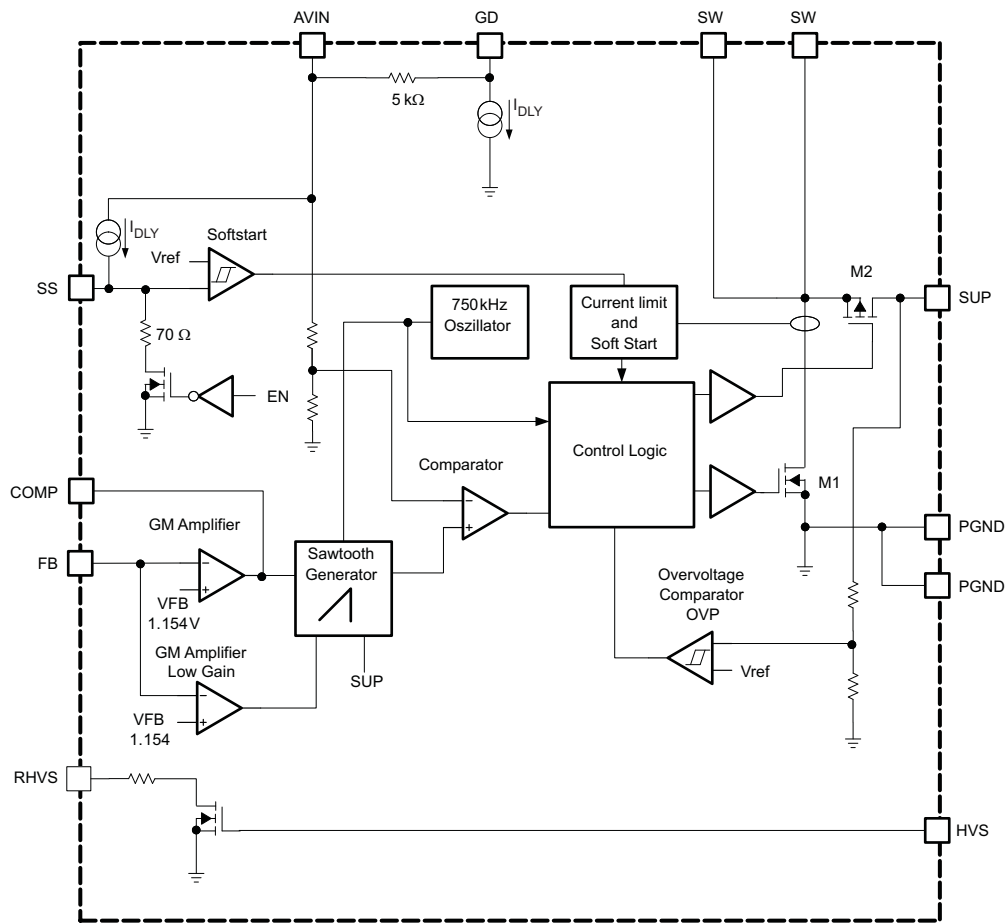 AVIN
GD
SW
SW
5 kΩ
IDLY
IDLY
Softstart
Vref
SS
70 Ω
EN
750kHz
Oszillator
Current limit
and
Soft Start
M2
SUP
Control Logic
Comparator
M1
COMP
GM Amplifier
FB
VFB
1.154V
Sawtooth
Generator
PGND
PGND
Overvoltage
Comparator
OVP
Vref
GM Amplifier
Low Gain
SUP
VFB
1.154
RHVS
HVS